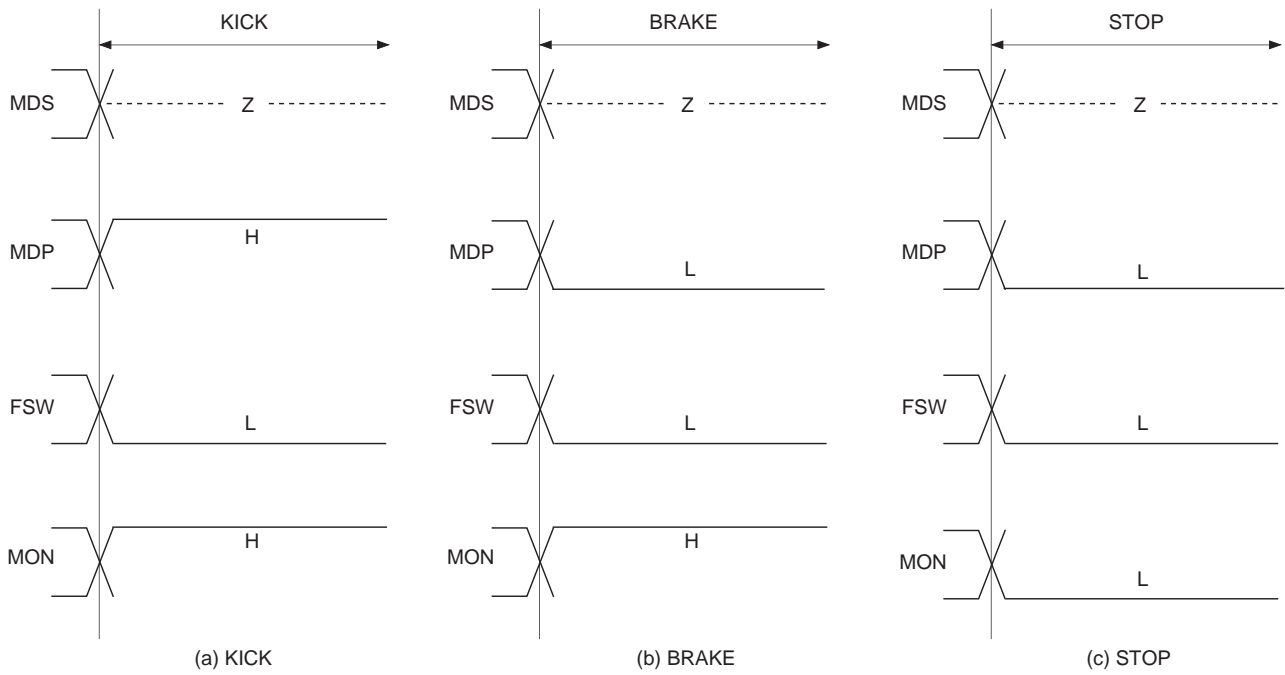 KICK
MDS
Z
MDP
H
FSW
L
MON
H
(a) KICK
BRAKE
MDS
Z
MDP
L
FSW
L
MON
H
(b) BRAKE
STOP
MDS
Z
MDP
L
FSW
L
MON
L
(c) STOP